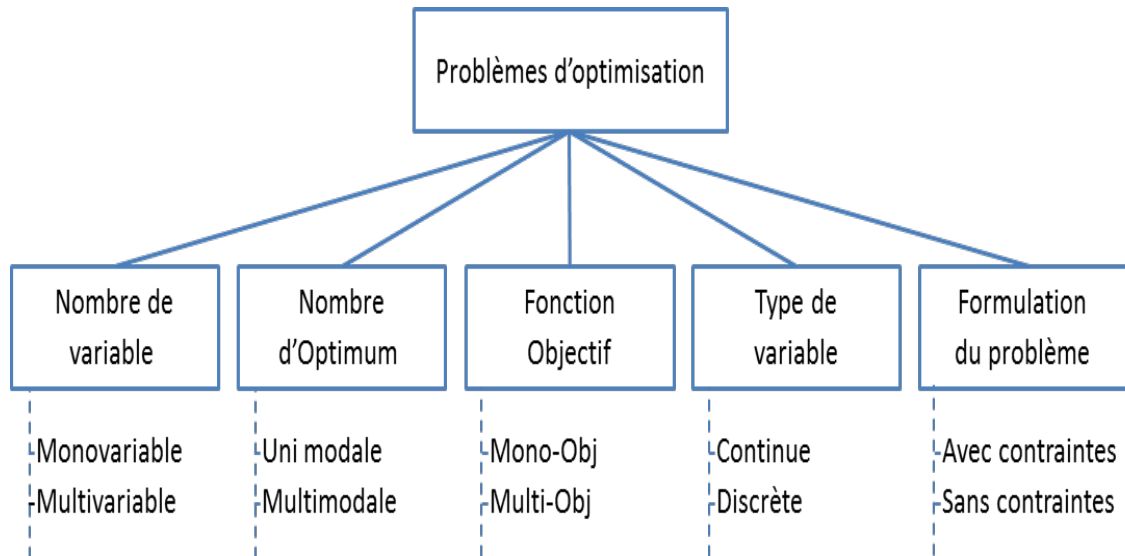 Problèmes d'optimisation
Nombre de
variable
Nombre
d'Optimum
Fonction
Objectif
Type de
variable
Formulation
du problème
Monovariable
Multivariable
Uni modale
Multimodale
Mono-Obj
Multi-Obj
Continue
Discrète
Avec contraintes
Sans contraintes